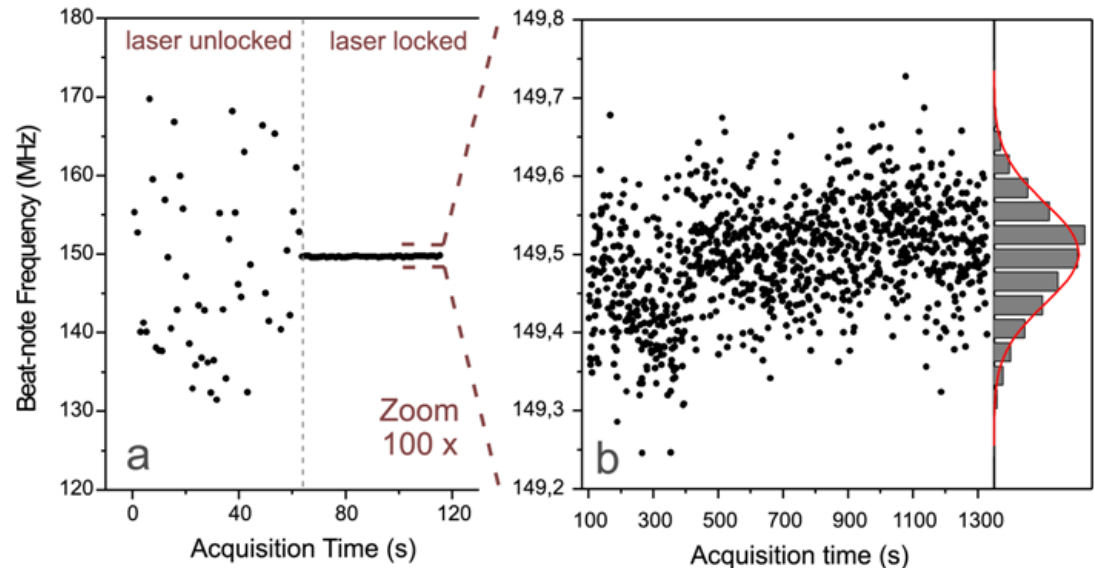 laser unlocked
laser locked
Beat-note Frequency (MHz)
180
170
160
150
140
130
120
a
Zoom
100 x
0
40
80
120
Acquisition Time (s)
149,8
149,7
149,6
149,5
149,4
149,3
149,2
b
100
300
500
700
900
1100
1300
Acquisition time (s)